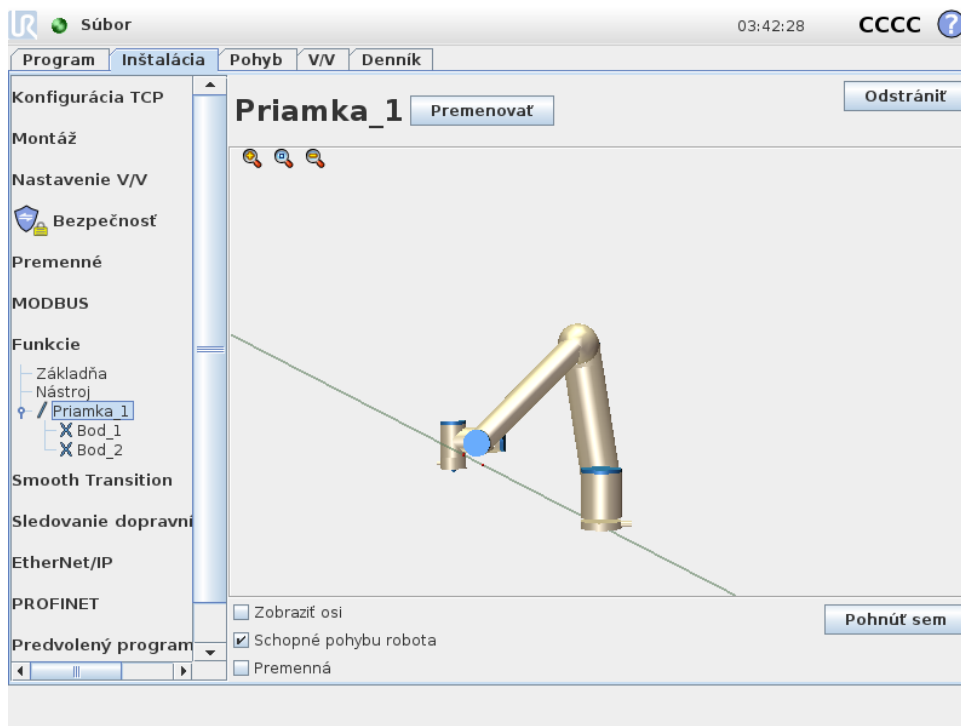 UR Súbor 03:42:28 CCCC ?
Program Inštalácia Pohyb V/V Denník
Konfigurácia TCP
Montáž
Nastavenie V/V
Bezpečnosť
Premenné
MODBUS
Funkcie
Základňa
Nástroj
Priamka_1
Bod_1
Bod_2
Smooth Transition
Sledovanie dopravní
EtherNet/IP
PROFINET
Predvolený program
Priamka_1 Premenovať Odstrániť
Zobraziť osi
Schopné pohybu robota
Premenná
Pohnúť sem